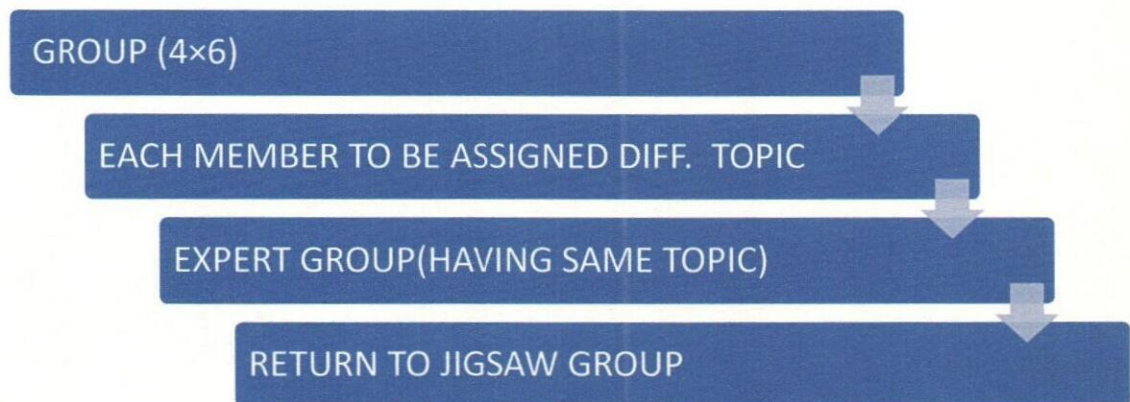 GROUP (4×6)
EACH MEMBER TO BE ASSIGNED DIFF. TOPIC
EXPERT GROUP(HAVING SAME TOPIC)
RETURN TO JIGSAW GROUP